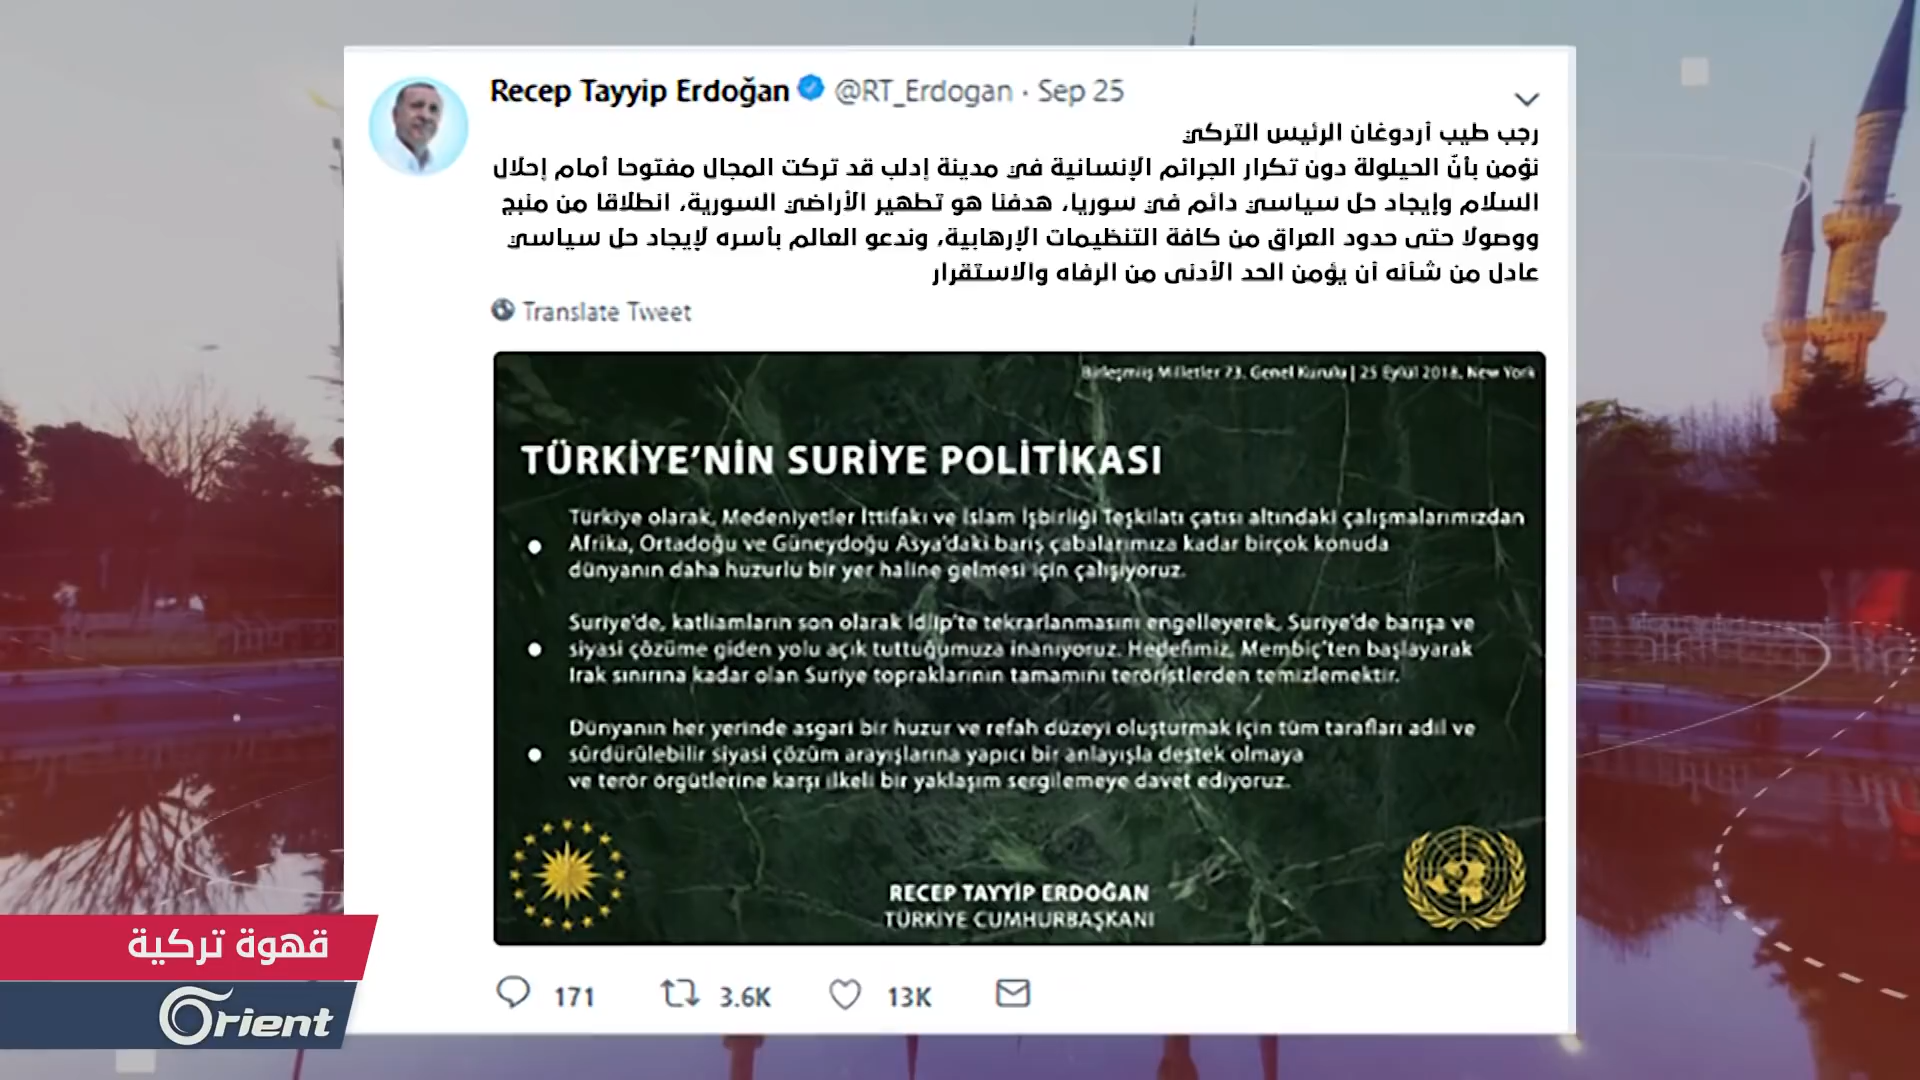 Recep Tayyip Erdoğan @RT_Erdogan · Sep 25
رجب طيب أردوغان الرئيس التركي
نؤمن بأنّ الحيلولة دون تكرار الجرائم الإنسانية في مدينة إدلب قد تركت المجال مفتوحا أمام إحلال
السلام وإيجاد حل سياسي دائم في سوريا، هدفنا هو تطهير الأراضي السورية، انطلاقا من منبج
ووصولا حتى حدود العراق من كافة التنظيمات الإرهابية، وندعو العالم بأسره لإيجاد حل سياسي
عادل من شأنه أن يؤمن الحد الأدنى من الرفاه والاستقرار
Translate Tweet
Birleşmiş Milletler 73. Genel Kurulu | 25 Eylül 2018, New York
TÜRKİYE'NİN SURİYE POLİTİKASI
Türkiye olarak, Medeniyetler İttifakı ve İslam İşbirliği Teşkilatı çatısı altındaki çalışmalarımızdan
Afrika, Ortadoğu ve Güneydoğu Asya'daki barış çabalarımıza kadar birçok konuda
dünyanın daha huzurlu bir yer haline gelmesi için çalışıyoruz.
Suriye'de, katliamların son olarak İdlip'te tekrarlanmasını engelleyerek, Suriye'de barışa ve
siyasi çözüme giden yolu açık tuttuğumuza inanıyoruz. Hedefimiz, Membiç'ten başlayarak
Irak sınırına kadar olan Suriye topraklarının tamamını teröristlerden temizlemektir.
Dünyanın her yerinde asgari bir huzur ve refah düzeyi oluşturmak için tüm tarafları adil ve
sürdürülebilir siyasi çözüm arayışlarına yapıcı bir anlayışla destek olmaya
ve terör örgütlerine karşı ilkeli bir yaklaşım sergilemeye davet ediyoruz.
RECEP TAYYİP ERDOĞAN
TÜRKİYE CUMHURBAŞKANI
171 3.6K 13K
قهوة تركية
Orient